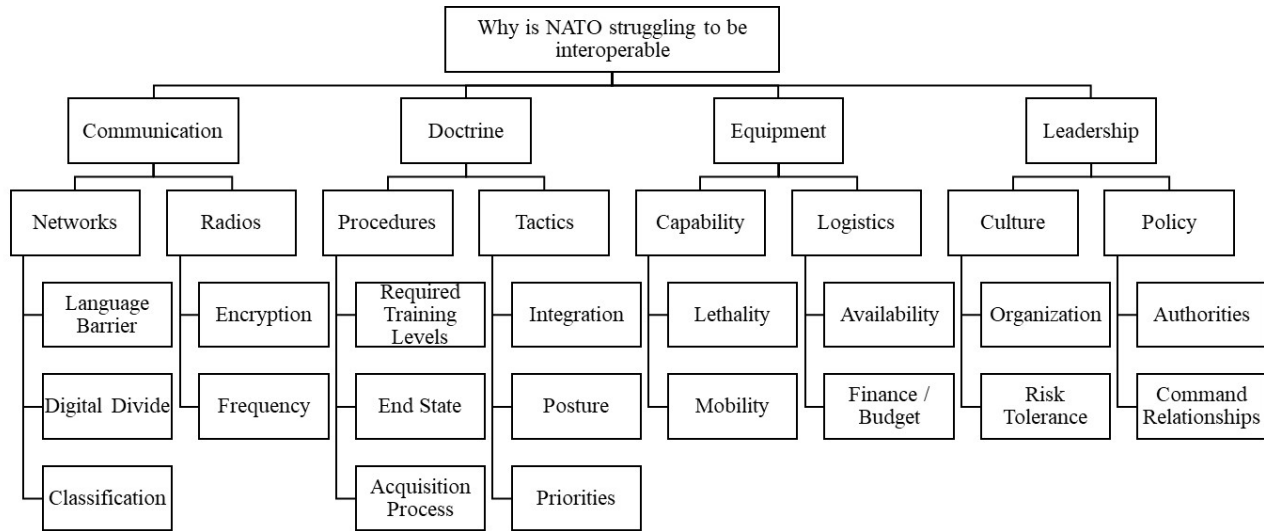 Why is NATO struggling to be
interoperable
Communication
Doctrine
Equipment
Leadership
Networks
Radios
Procedures
Tactics
Capability
Logistics
Culture
Policy
Language
Barrier
Encryption
Required
Training
Levels
Integration
Lethality
Availability
Organization
Authorities
Digital Divide
Frequency
End State
Posture
Mobility
Finance /
Budget
Risk
Tolerance
Command
Relationships
Classification
Acquisition
Process
Priorities